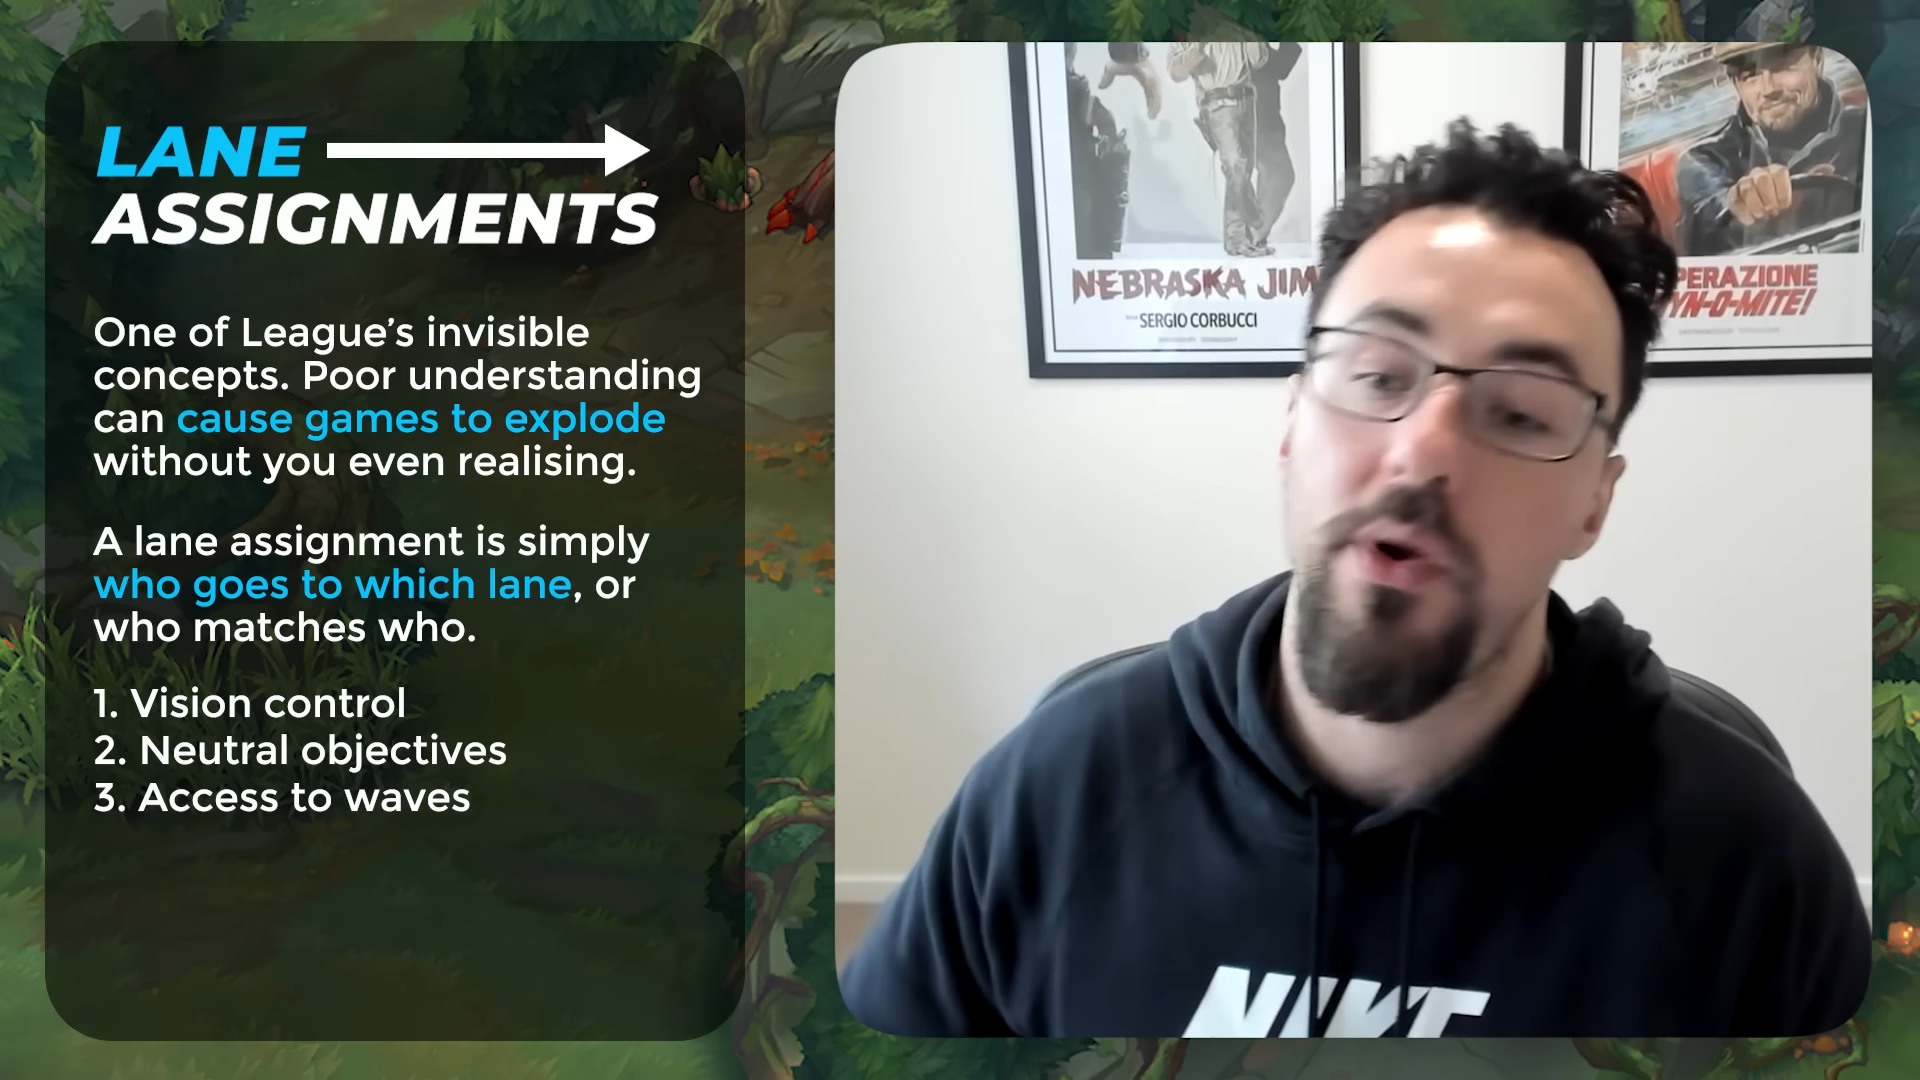 LANE
ASSIGNMENTS
One of League’s invisible
concepts. Poor understanding
can cause games to explode
without you even realising.
A lane assignment is simply
who goes to which lane, or
who matches who.
1. Vision control
2. Neutral objectives
3. Access to waves
NEBRASKA JIM
SERGIO CORBUCCI
PERAZIONE
YN-O-MITE!
NIKE